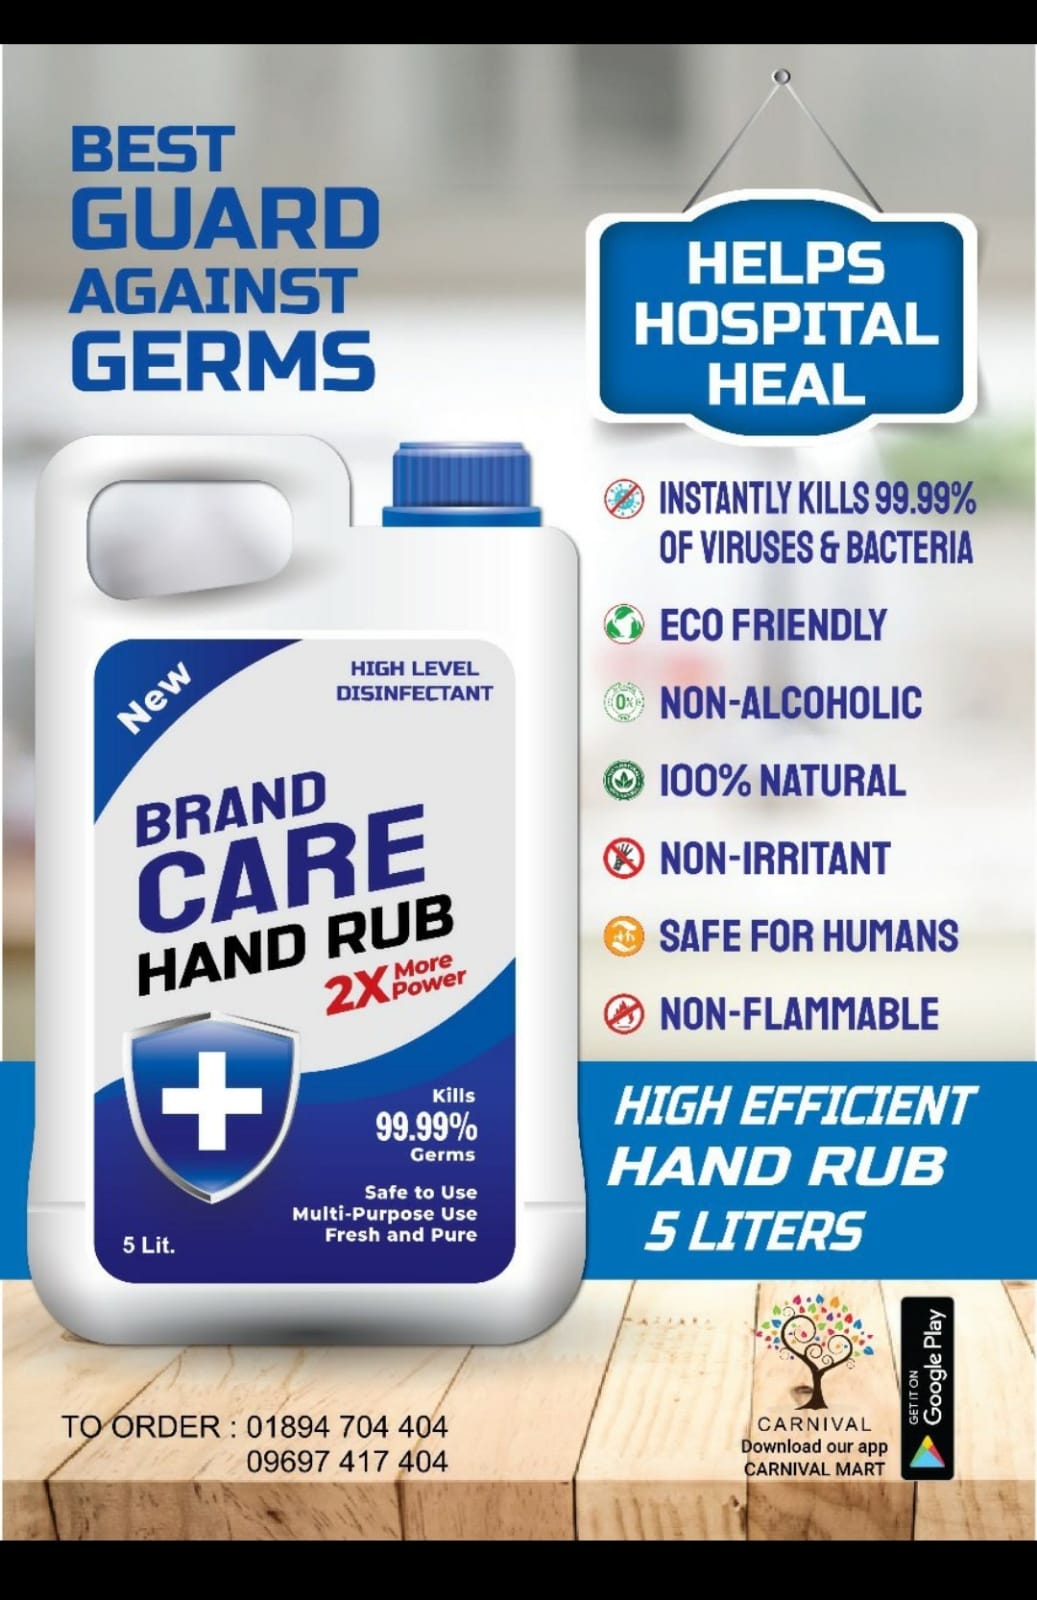 BEST
GUARD
AGAINST
GERMS
HELPS
HOSPITAL
HEAL
INSTANTLY KILLS 99.99%
OF VIRUSES & BACTERIA
ECO FRIENDLY
NON-ALCOHOLIC
100% NATURAL
NON-IRRITANT
SAFE FOR HUMANS
NON-FLAMMABLE
New
HIGH LEVEL
DISINFECTANT
BRAND
CARE
HAND RUB
2X More
Power
Kills
99.99%
Germs
Safe to Use
Multi-Purpose Use
Fresh and Pure
5 Lit.
HIGH EFFICIENT
HAND RUB
5 LITERS
TO ORDER : 01894 704 404
09697 417 404
CARNIVAL
Download our app
CARNIVAL MART
GET IT ON
Google Play
0%